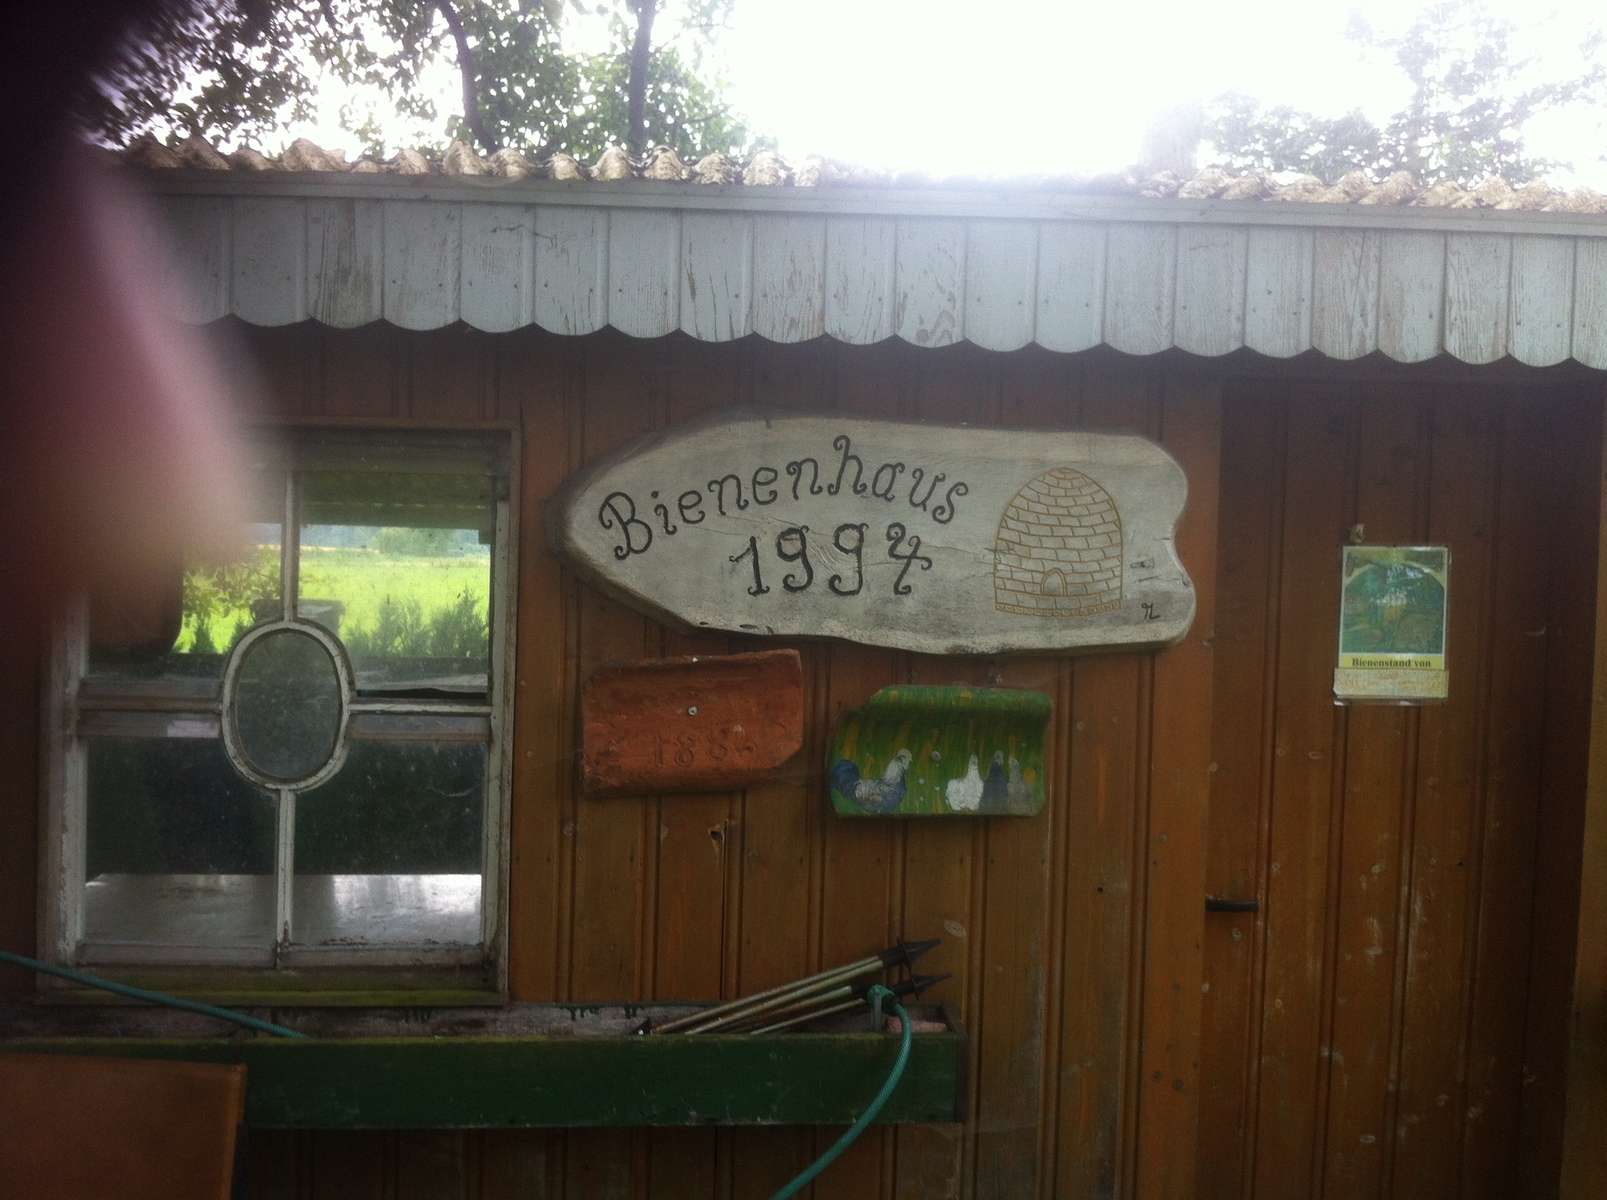 Bienenhaus
1994
Bienenstand von